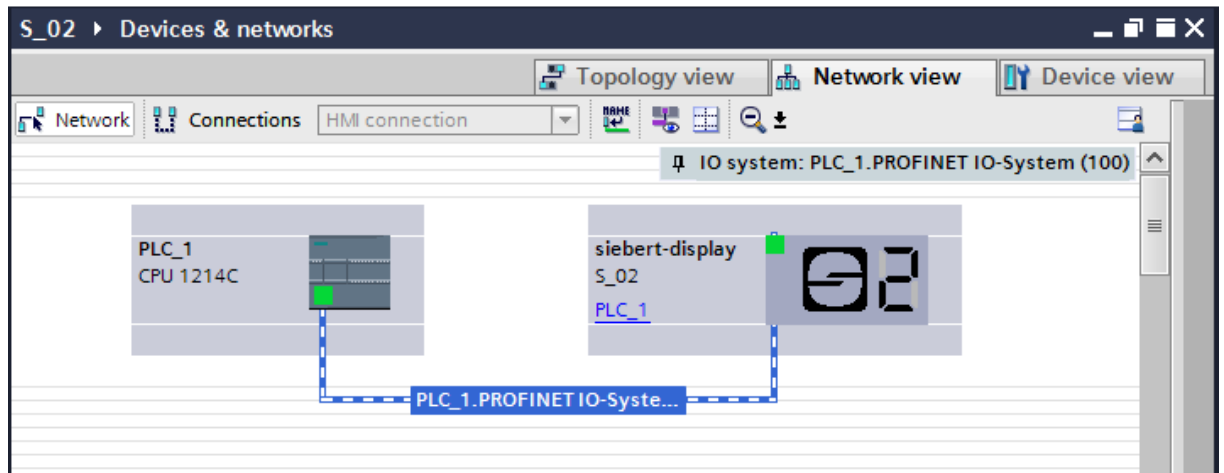 S_02 ▸ Devices & networks
Topology view Network view Device view
Network Connections HMI connection NAME
IO system: PLC_1.PROFINET IO-System (100)
PLC_1
CPU 1214C
siebert-display
S_02
PLC_1
PLC_1.PROFINET IO-Syste...